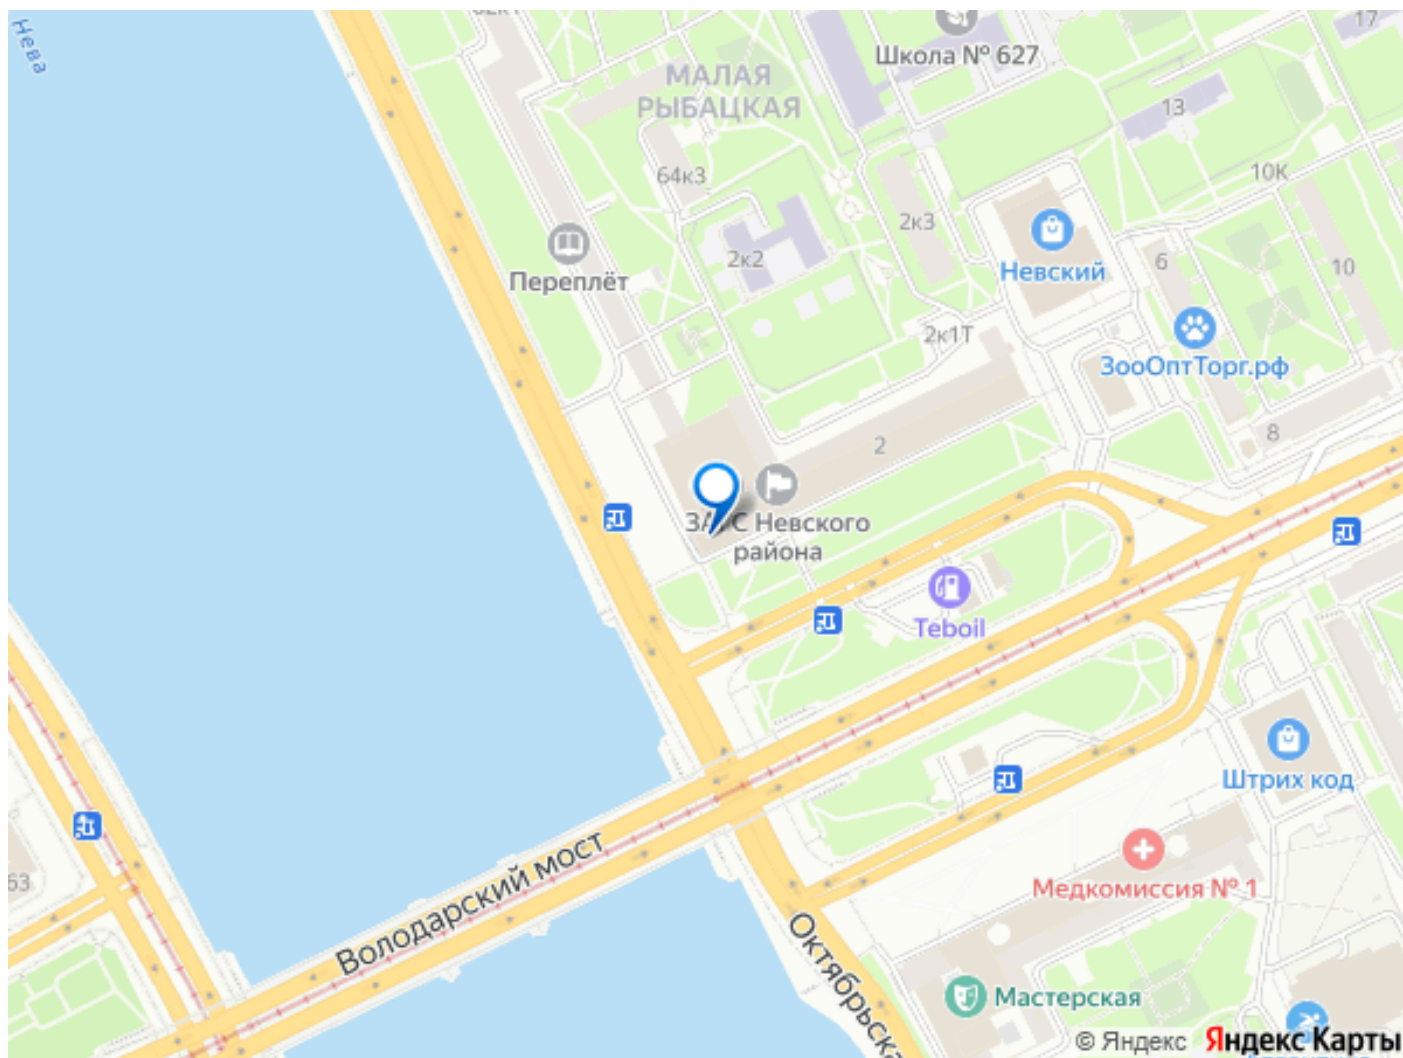 Нева
17
Школа № 627
МАЛАЯ
РЫБАЦКАЯ
13
64к3
10К
2к3
Переплёт
2к2
Невский
6
10
2к1Т
ЗооОптТорг.рф
2
8
ЗАГС Невского
района
Teboil
Штрих код
63
Володарский мост
Медкомиссия № 1
Октябрьска
Мастерская
© Яндекс Яндекс Карты